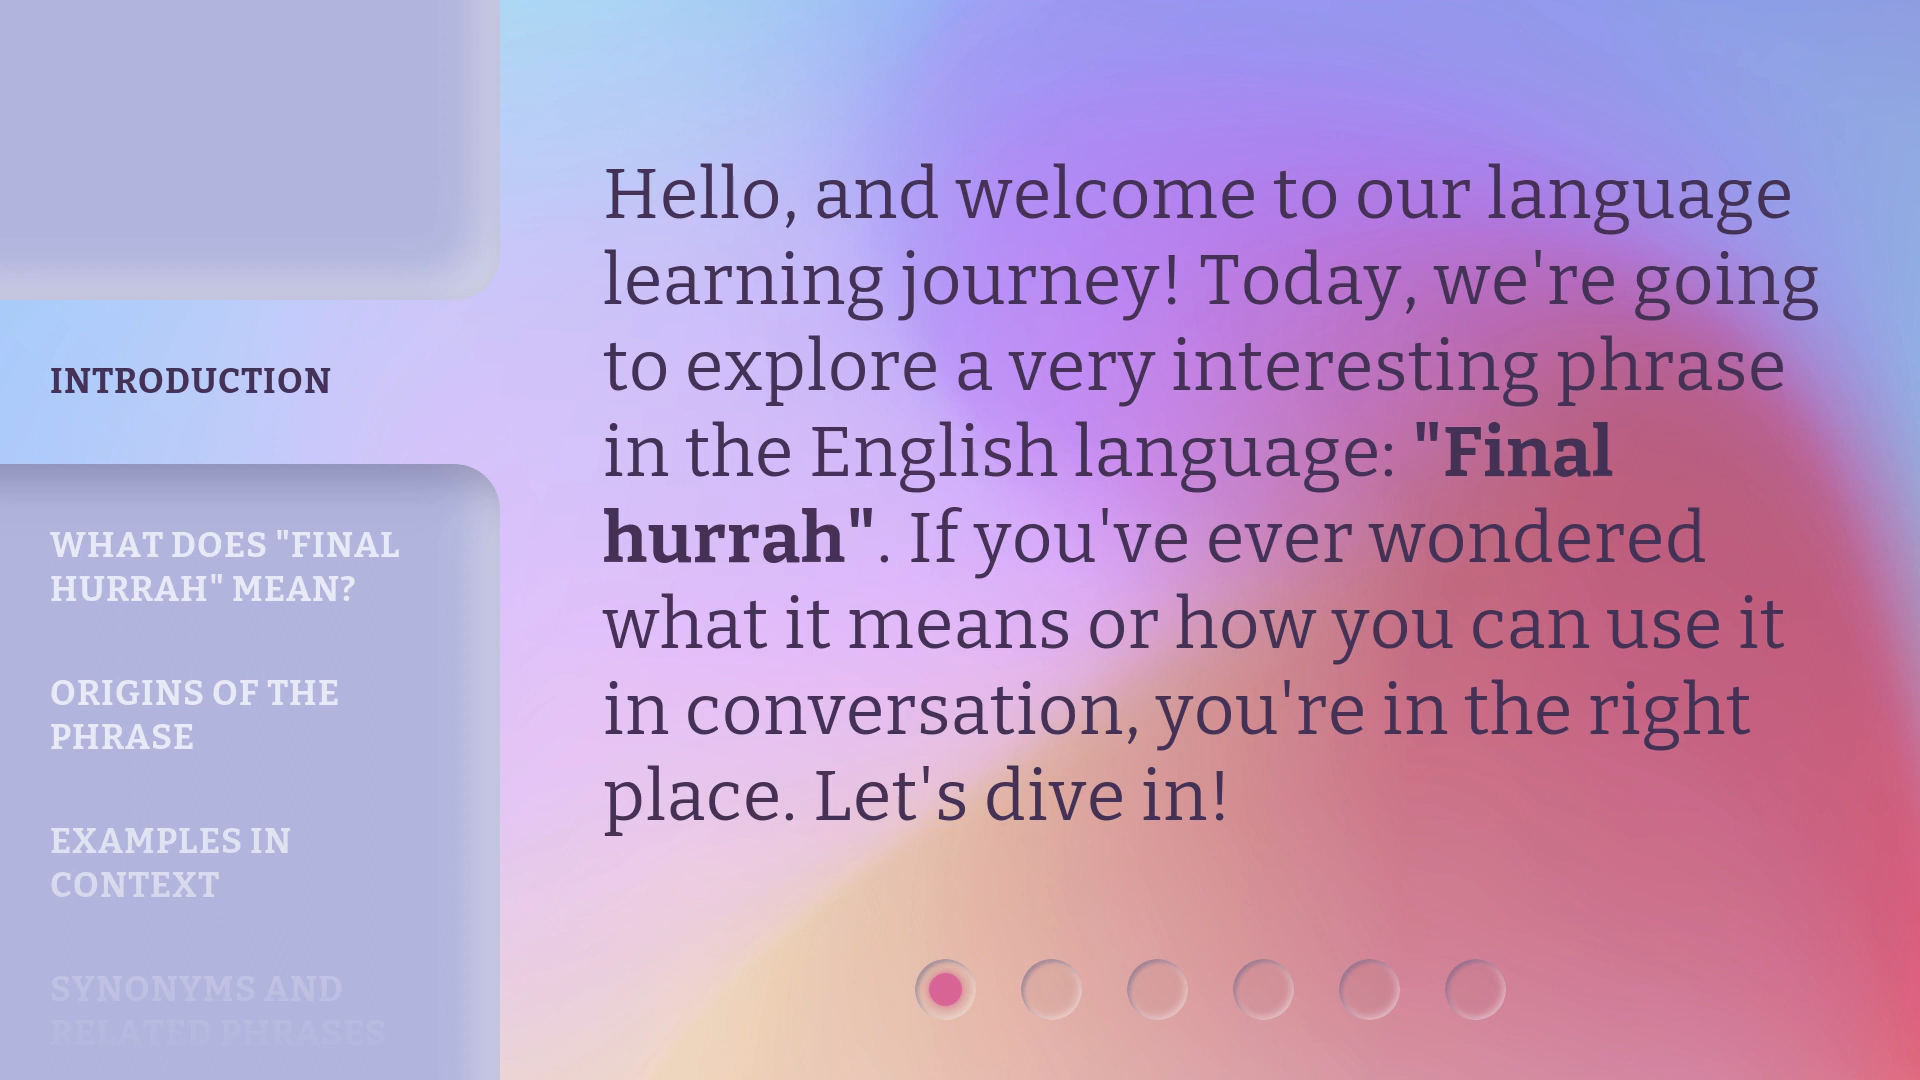 INTRODUCTION
WHAT DOES "FINAL
HURRAH" MEAN?
ORIGINS OF THE
PHRASE
EXAMPLES IN
CONTEXT
SYNONYMS AND
RELATED PHRASES
Hello, and welcome to our language
learning journey! Today, we're going
to explore a very interesting phrase
in the English language: "Final
hurrah". If you've ever wondered
what it means or how you can use it
in conversation, you're in the right
place. Let's dive in!